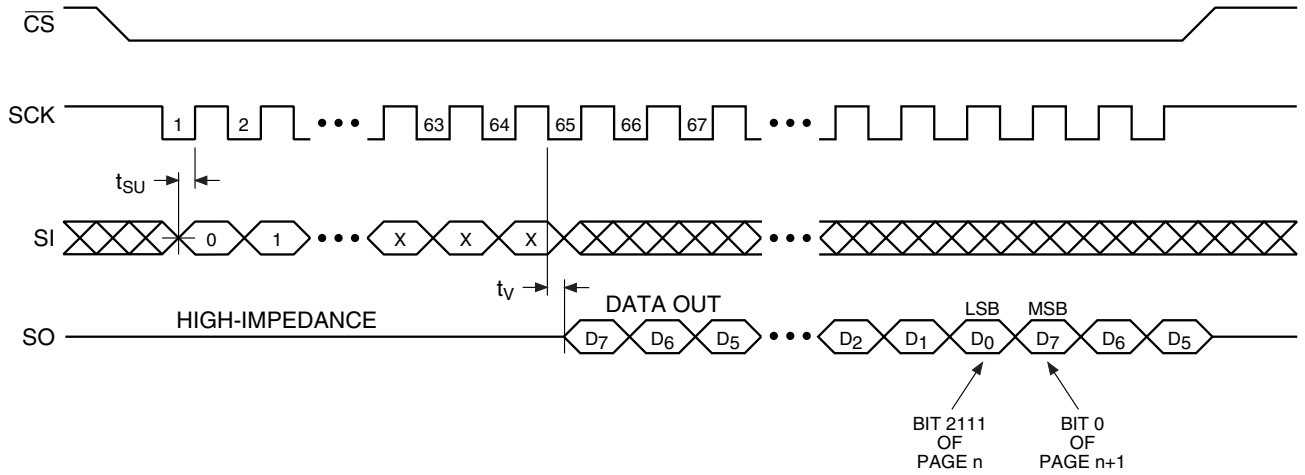 CS
SCK
1 2 63 64 65 66 67
tSU
SI
0 1 X X X
tV
DATA OUT
HIGH-IMPEDANCE
LSB MSB
SO
D7 D6 D5 D2 D1 D0 D7 D6 D5
BIT 2111
OF
PAGE n
BIT 0
OF
PAGE n+1